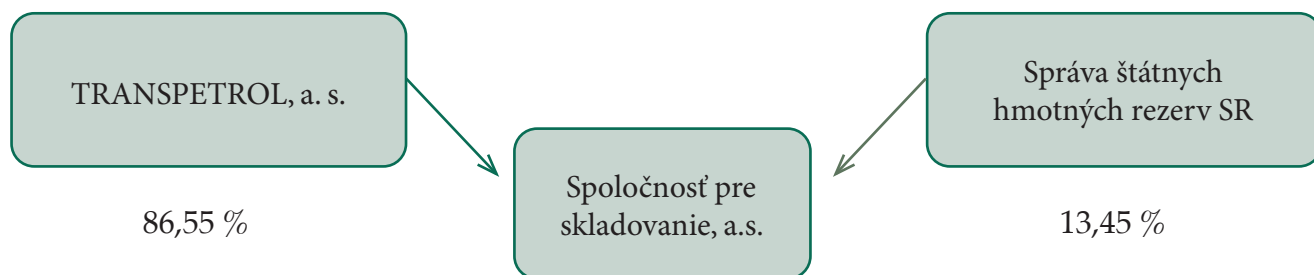 TRANSPETROL, a. s.
86,55 %
Spoločnosť pre
skladovanie, a.s.
Správa štátnych
hmotných rezerv SR
13,45 %